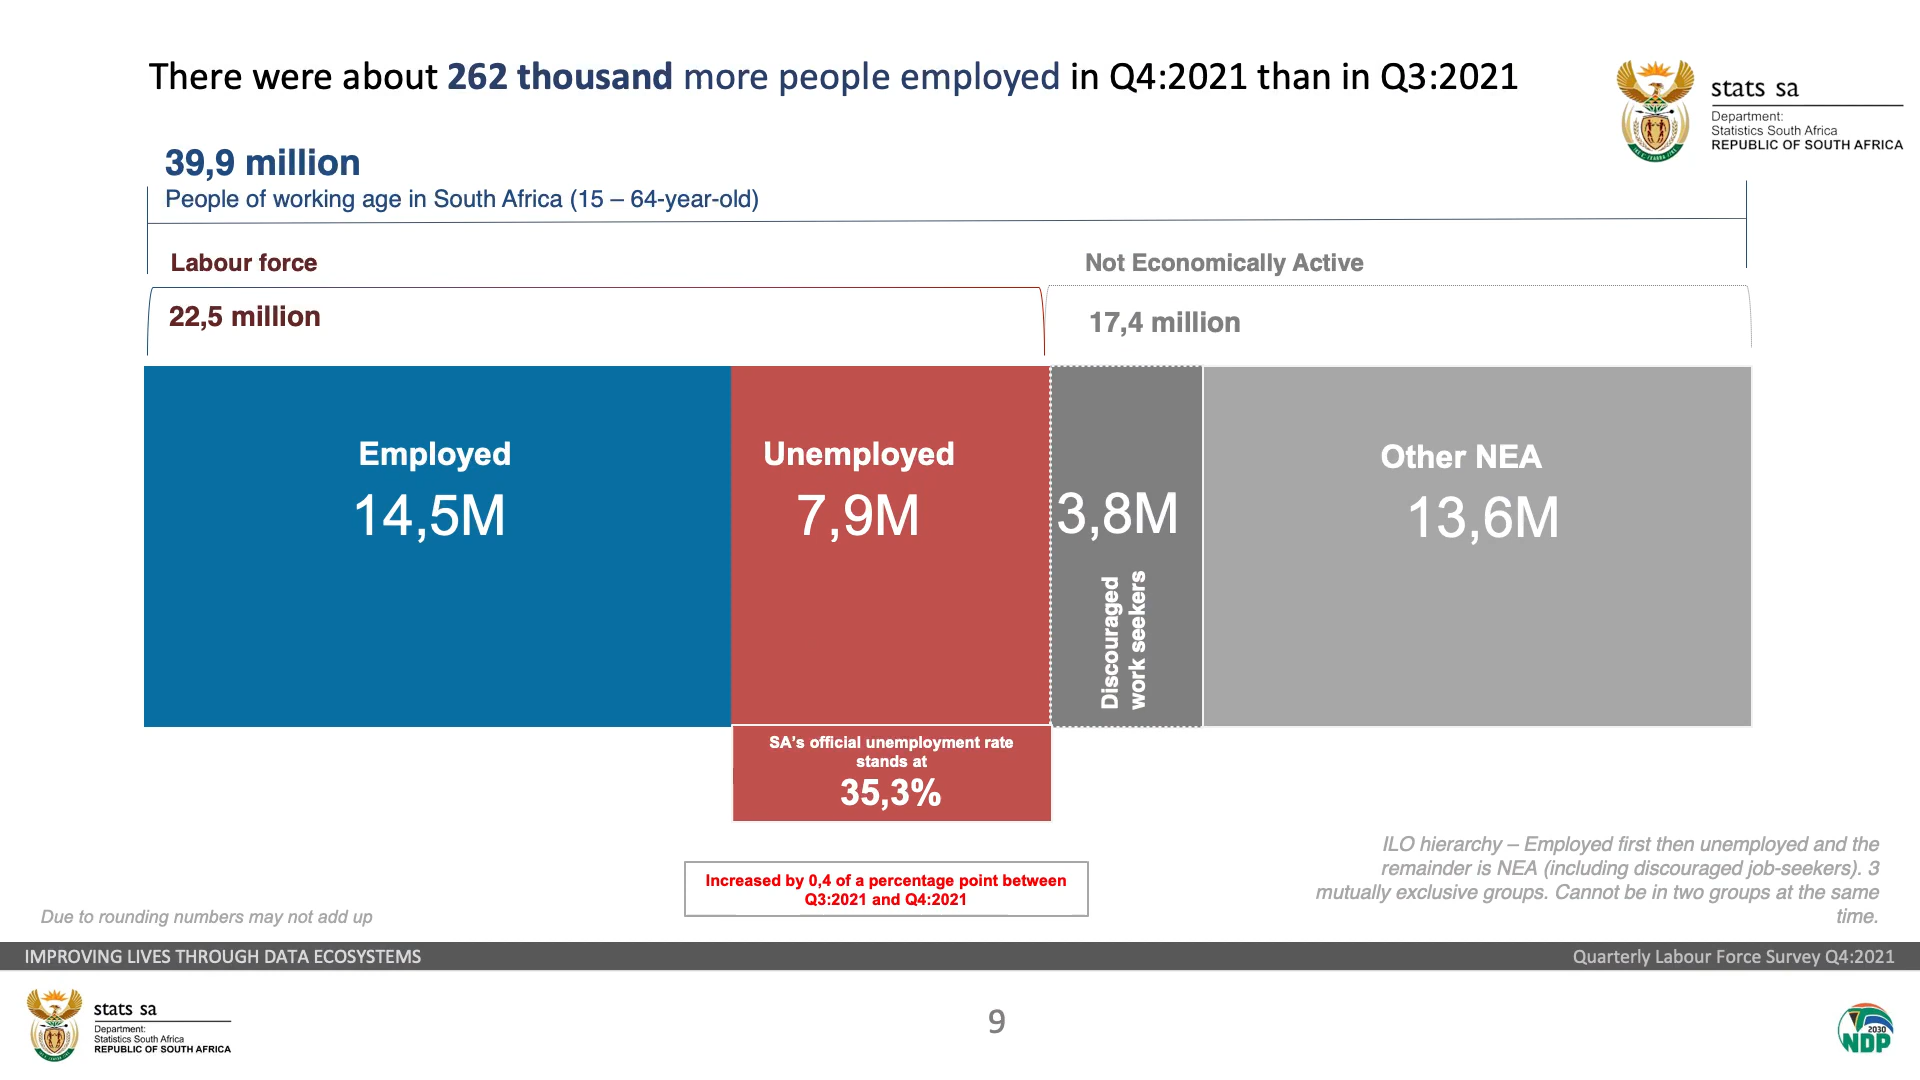 There were about 262 thousand more people employed in Q4:2021 than in Q3:2021
stats sa
Department:
Statistics South Africa
REPUBLIC OF SOUTH AFRICA
39,9 million
People of working age in South Africa (15 – 64-year-old)
Labour force
22,5 million
Not Economically Active
17,4 million
Employed
14,5M
Unemployed
7,9M
3,8M
Discouraged
work seekers
Other NEA
13,6M
SA's official unemployment rate
stands at
35,3%
Increased by 0,4 of a percentage point between
Q3:2021 and Q4:2021
ILO hierarchy – Employed first then unemployed and the
remainder is NEA (including discouraged job-seekers). 3
mutually exclusive groups. Cannot be in two groups at the same
time.
Due to rounding numbers may not add up
IMPROVING LIVES THROUGH DATA ECOSYSTEMS
Quarterly Labour Force Survey Q4:2021
stats sa
Department:
Statistics South Africa
REPUBLIC OF SOUTH AFRICA
9
2030
NDP